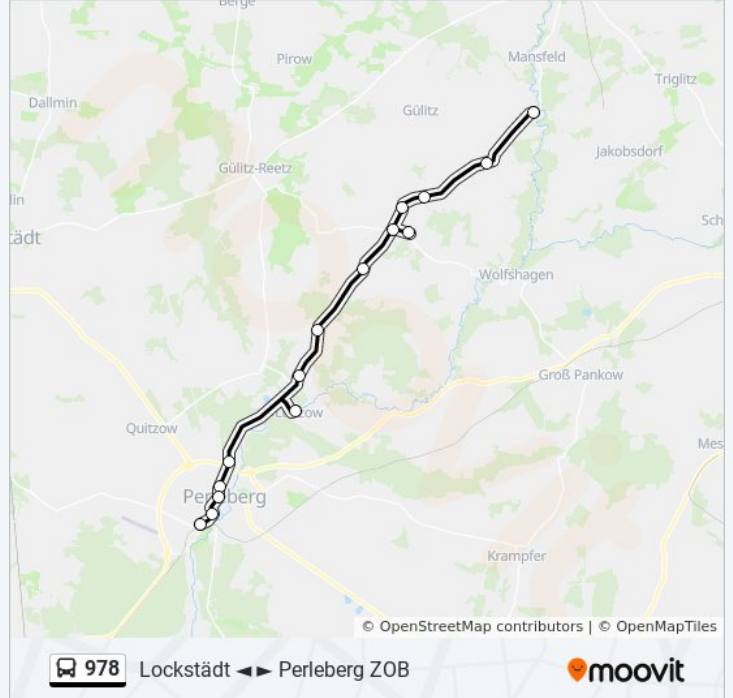 Berge
Pirow
Mansfeld
Triglitz
Dallmin
Gülitz
Jakobsdorf
Gülitz-Reetz
lin
Sch
tädt
Wolfshagen
Groß Pankow
Quitzow
Mes
Perleberg
Krampfer
© OpenStreetMap contributors | © OpenMapTiles
978 Lockstädt ◄► Perleberg ZOB
moovit